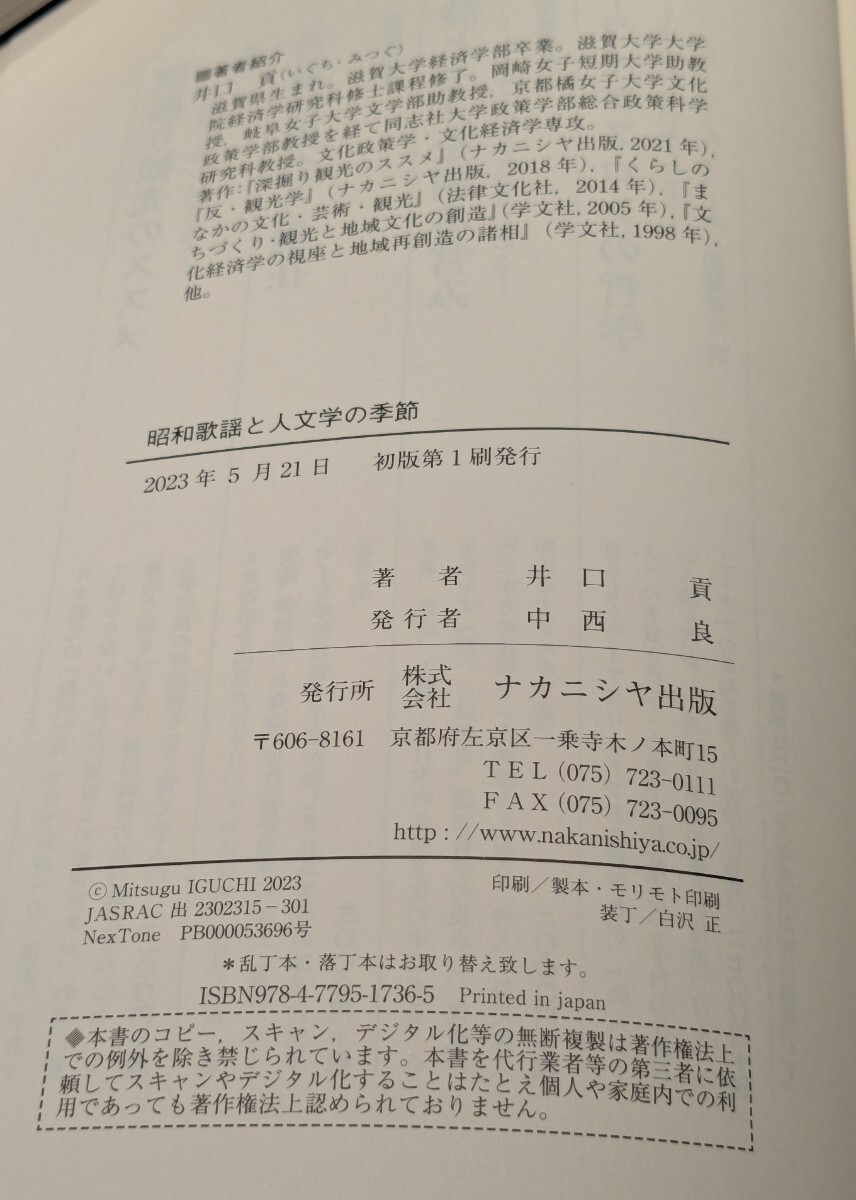 ■著者紹介
井口　貢(いぐち・みつぐ)
滋賀県生まれ。滋賀大学経済学部卒業。滋賀大学大学
院経済学研究科修士課程修了。岡崎女子短期大学助教
授，岐阜女子大学文学部助教授，京都橘女子大学文化
政策学部教授を経て同志社大学政策学部総合政策科学
研究科教授。文化政策学・文化経済学専攻。
著作:『深掘り観光のススメ』(ナカニシヤ出版, 2021年),
『反・観光学』(ナカニシヤ出版, 2018年),『くらしの
なかの文化・芸術・観光』(法律文化社, 2014年),『ま
ちづくり・観光と地域文化の創造』(学文社, 2005年),『文
化経済学の視座と地域再創造の諸相』(学文社, 1998年),
他。
昭和歌謡と人文学の季節
2023年5月21日　初版第1刷発行
著者　井口　貢
発行者　中西　良
発行所　株式会社　ナカニシヤ出版
〒606-8161　京都府左京区一乗寺木ノ本町15
TEL (075) 723-0111
FAX (075) 723-0095
http://www.nakanishiya.co.jp/
© Mitsugu IGUCHI 2023　印刷／製本・モリモト印刷
JASRAC 出 2302315－301　装丁／白沢 正
NexTone　PB000053696号
＊乱丁本・落丁本はお取り替え致します。
ISBN978-4-7795-1736-5　Printed in japan
◆本書のコピー，スキャン，デジタル化等の無断複製は著作権法上
での例外を除き禁じられています。本書を代行業者等の第三者に依
頼してスキャンやデジタル化することはたとえ個人や家庭内での利
用であっても著作権法上認められておりません。